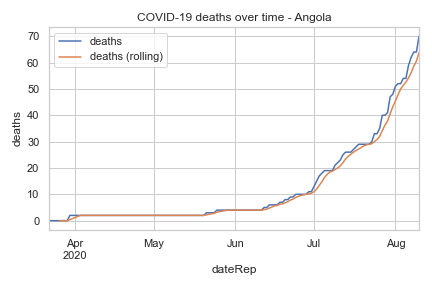 COVID-19 deaths over time - Angola
deaths
deaths (rolling)
70
60
50
40
30
20
10
0
deaths
Apr
2020
May
Jun
Jul
Aug
dateRep